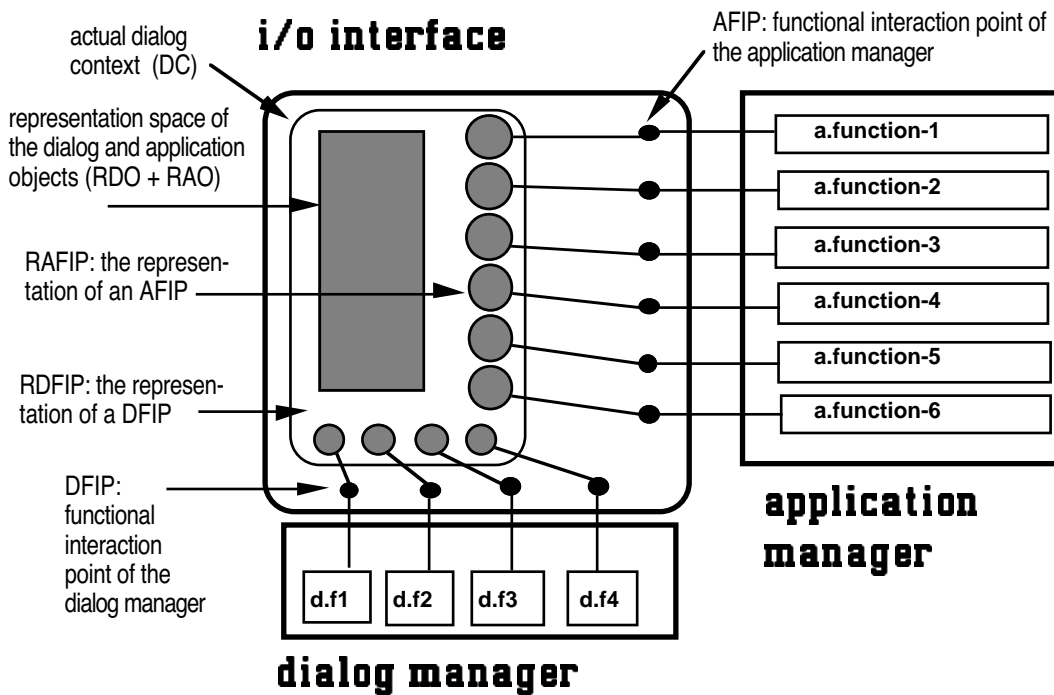 i/o interface
actual dialog
context (DC)
AFIP: functional interaction point of
the application manager
representation space of
the dialog and application
objects (RDO + RAO)
RAFIP: the represen-
tation of an AFIP
RDFIP: the represen-
tation of a DFIP
DFIP:
functional
interaction
point of the
dialog manager
a.function-1
a.function-2
a.function-3
a.function-4
a.function-5
a.function-6
application
manager
d.f1
d.f2
d.f3
d.f4
dialog manager